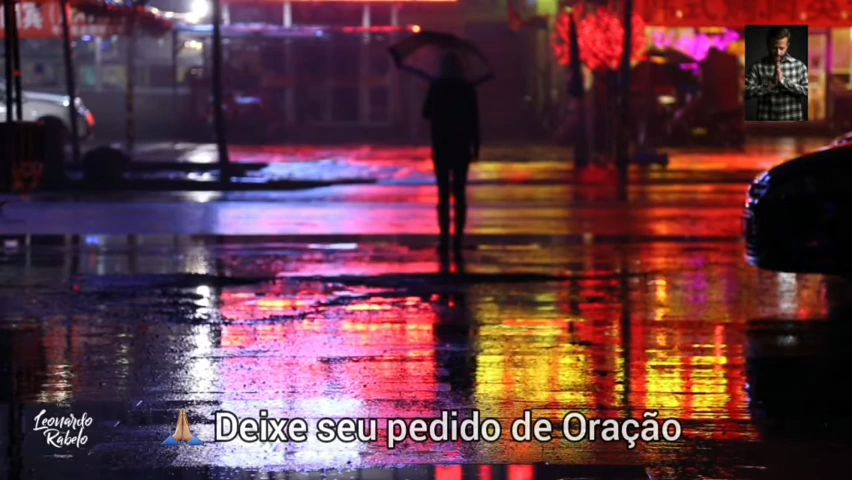 🙏 Deixe seu pedido de Oração
Leonardo
Rabelo